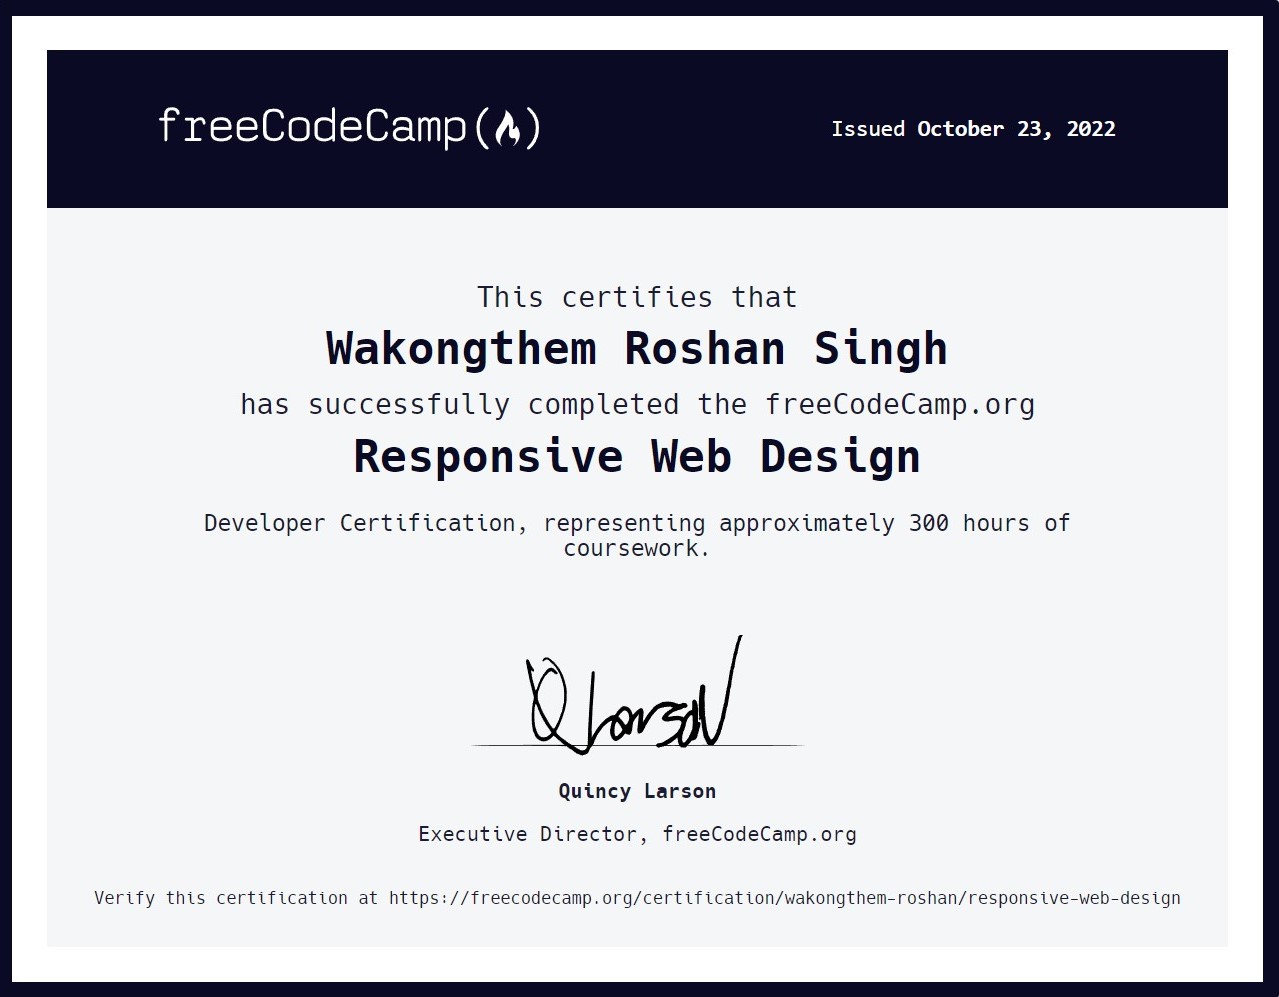 freeCodeCamp(🔥)
Issued October 23, 2022
This certifies that
Wakongthem Roshan Singh
has successfully completed the freeCodeCamp.org
Responsive Web Design
Developer Certification, representing approximately 300 hours of
coursework.
Q Larson
Quincy Larson
Executive Director, freeCodeCamp.org
Verify this certification at https://freecodecamp.org/certification/wakongthem-roshan/responsive-web-design